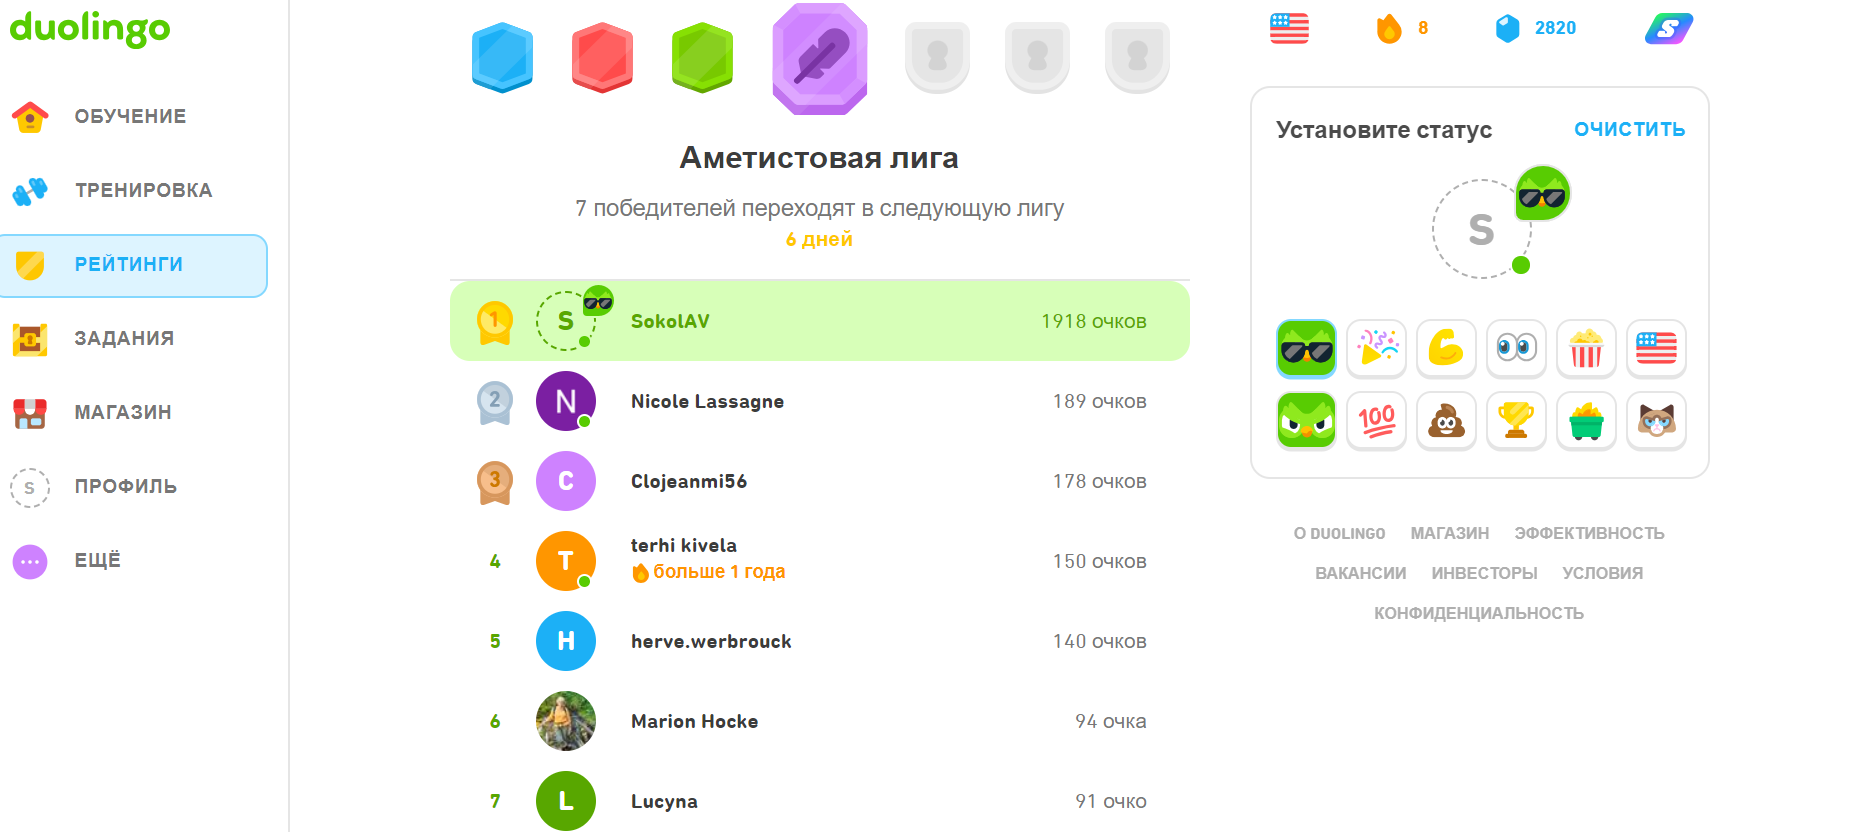 duolingo
ОБУЧЕНИЕ
ТРЕНИРОВКА
РЕЙТИНГИ
ЗАДАНИЯ
МАГАЗИН
S
ПРОФИЛЬ
ЕЩЁ
Аметистовая лига
7 победителей переходят в следующую лигу
6 дней
1 S SokolAV 1918 очков
2 N Nicole Lassagne 189 очков
3 C Clojeanmi56 178 очков
4 T terhi kivela 150 очков
больше 1 года
5 H herve.werbrouck 140 очков
6 Marion Hocke 94 очка
7 L Lucyna 91 очко
8 2820 S
Установите статус ОЧИСТИТЬ
S
100
О DUOLINGO МАГАЗИН ЭФФЕКТИВНОСТЬ
ВАКАНСИИ ИНВЕСТОРЫ УСЛОВИЯ
КОНФИДЕНЦИАЛЬНОСТЬ